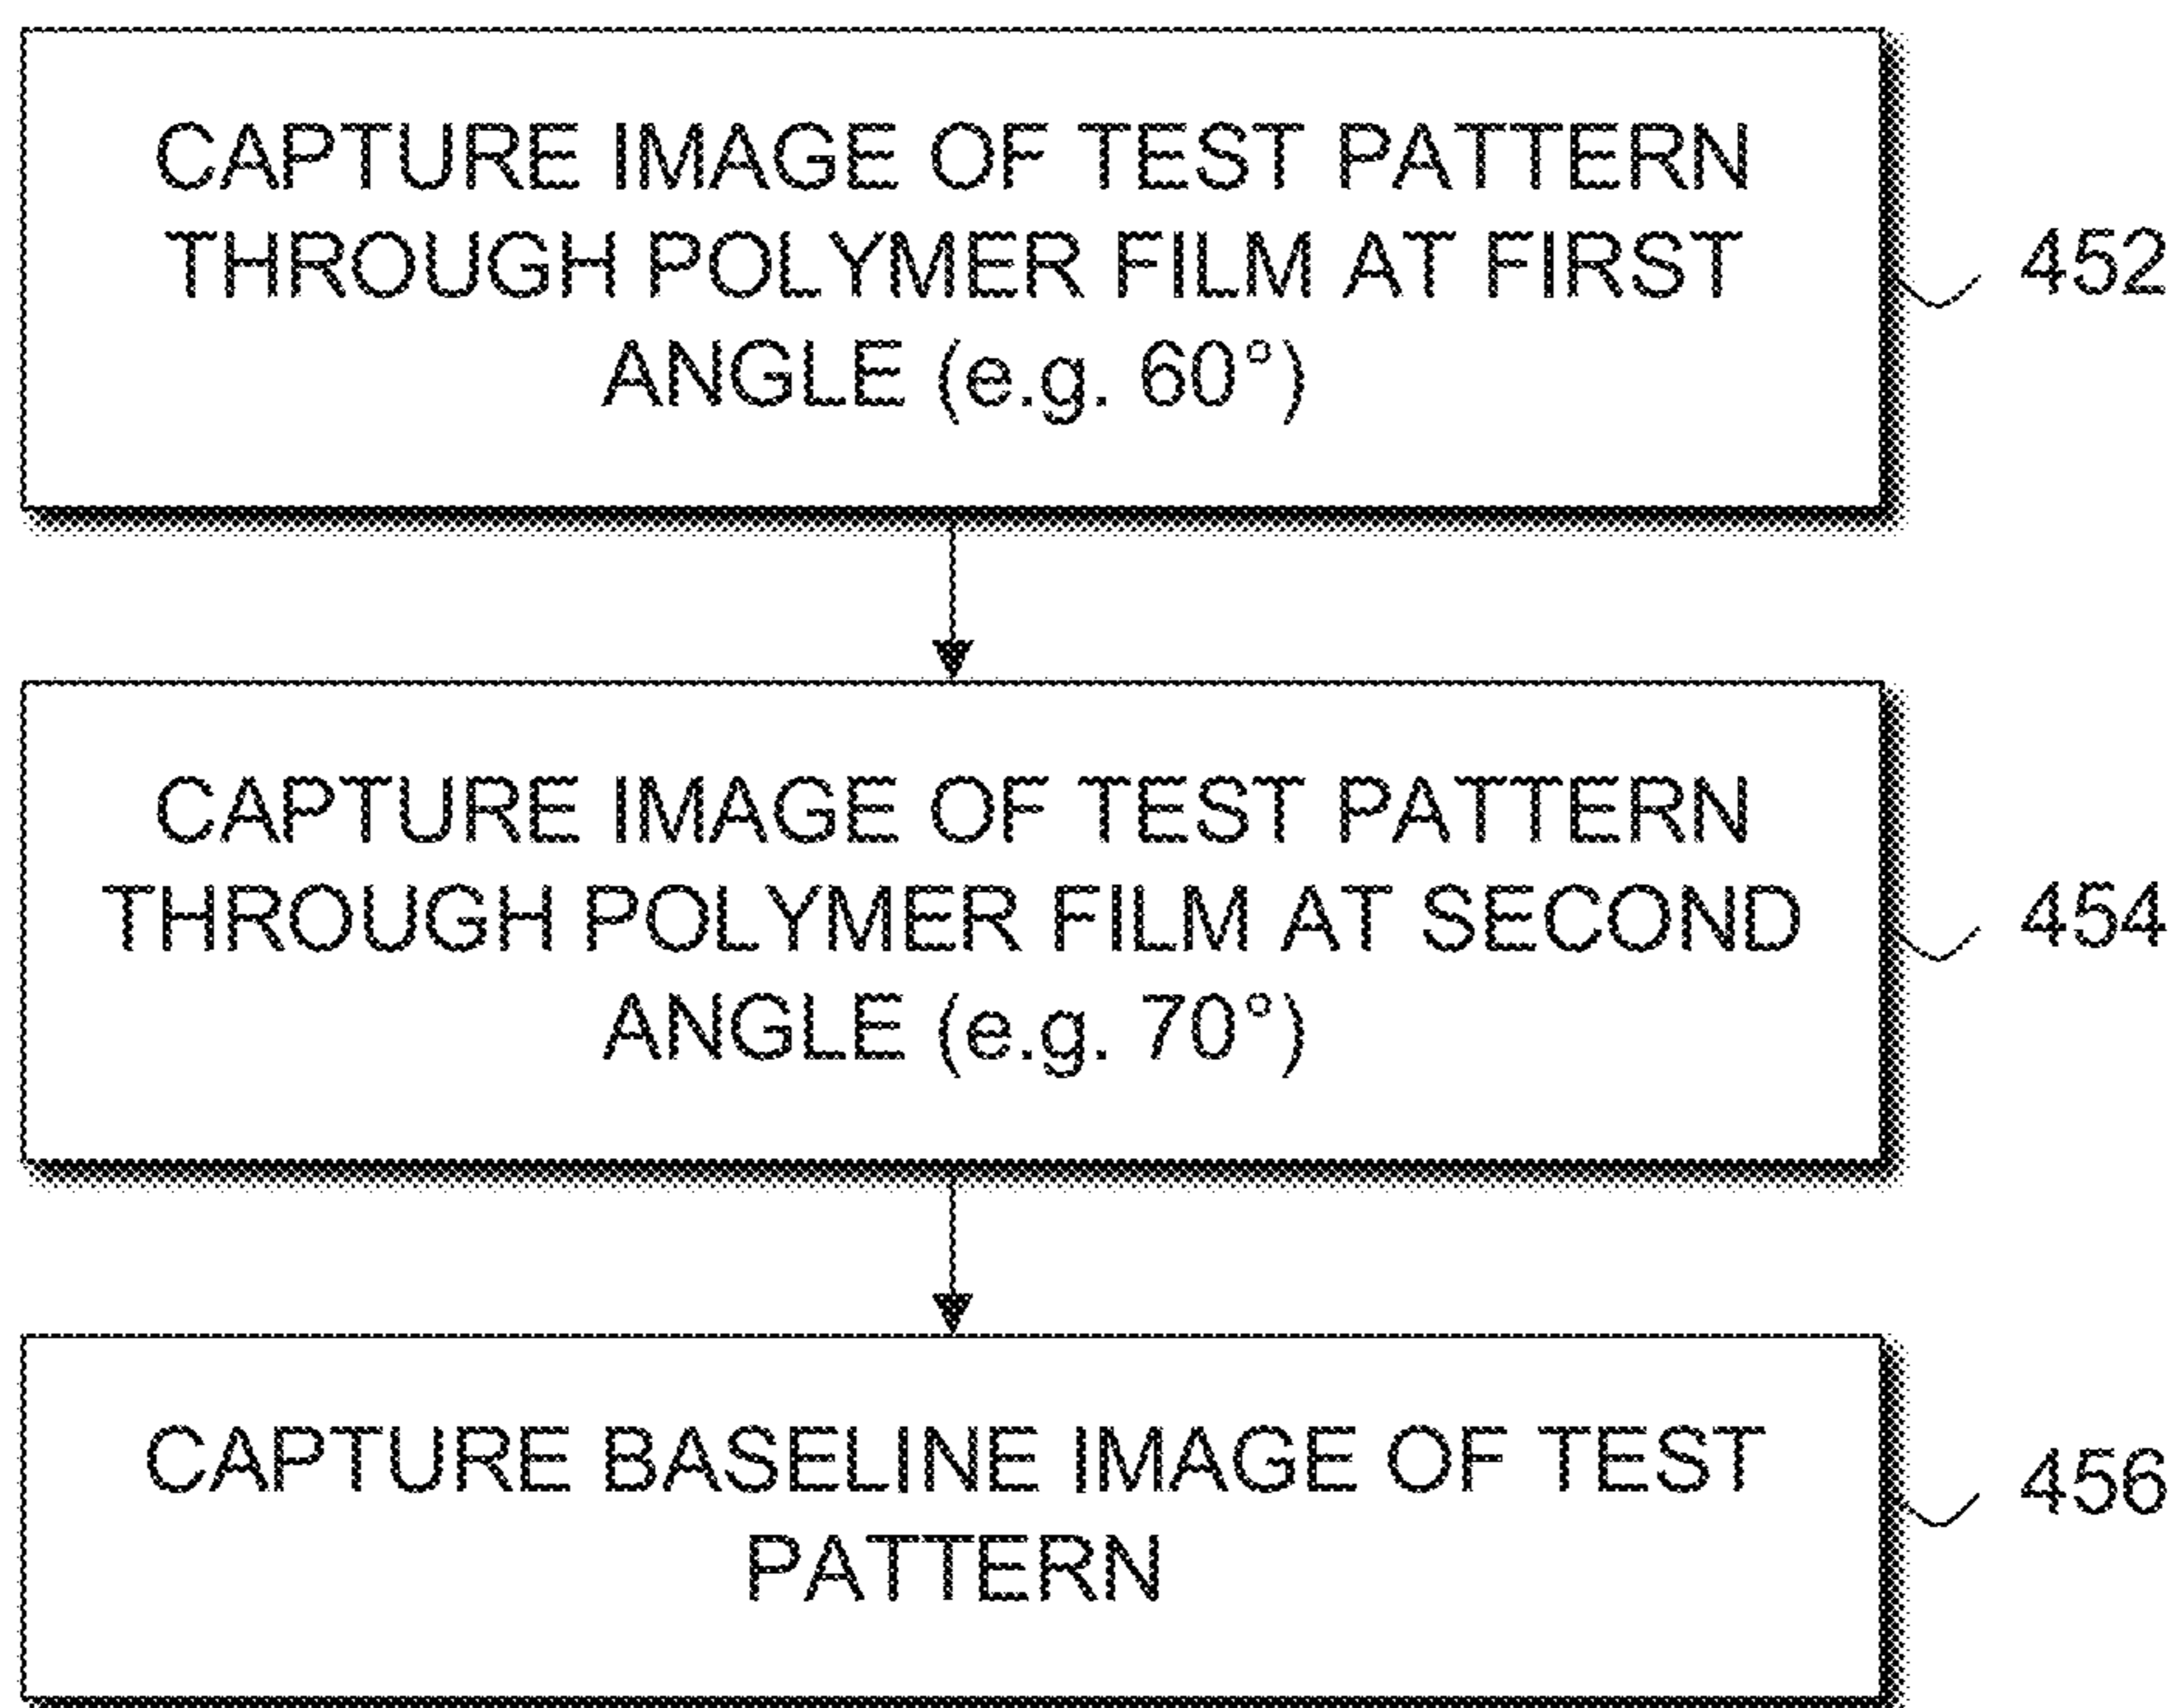 CAPTURE IMAGE OF TEST PATTERN
THROUGH POLYMER FILM AT FIRST
ANGLE (e.g. 60°)
452
CAPTURE IMAGE OF TEST PATTERN
THROUGH POLYMER FILM AT SECOND
ANGLE (e.g. 70°)
454
CAPTURE BASELINE IMAGE OF TEST
PATTERN
456